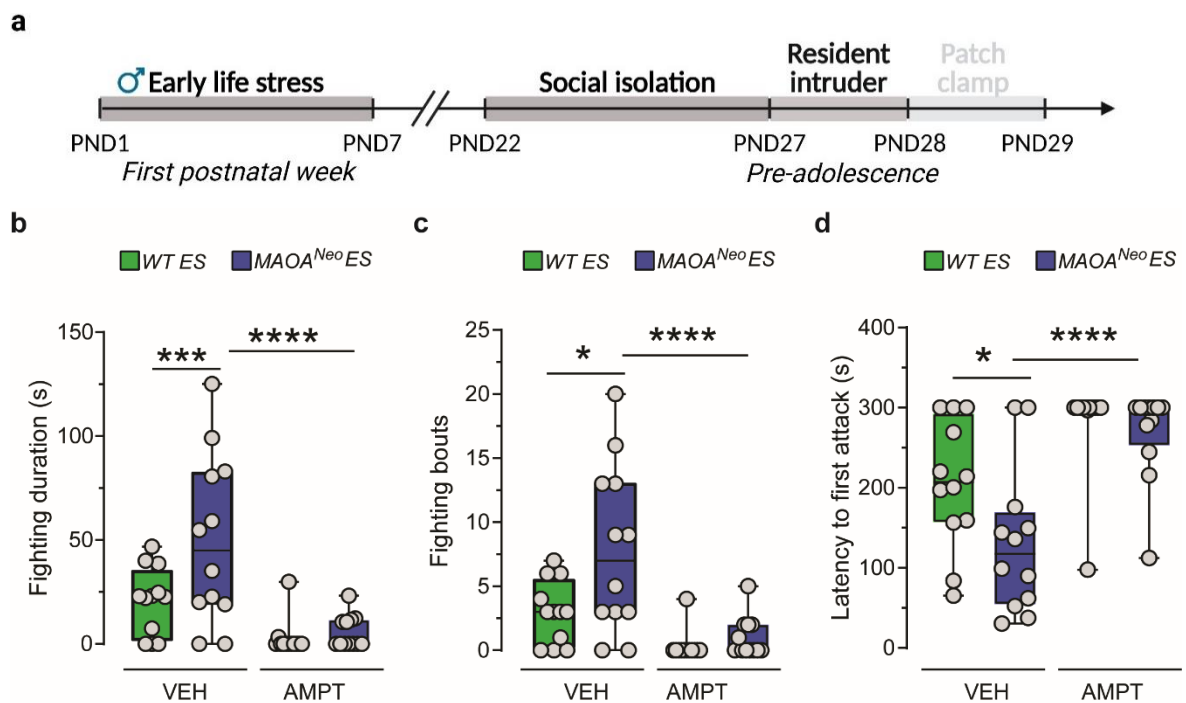 a
♂ Early life stress
Social isolation
Resident
intruder
Patch
clamp
PND1
PND7
PND22
PND27
PND28
PND29
First postnatal week
Pre-adolescence
b
WT ES
MAOA^Neo ES
Fighting duration (s)
150
100
50
0
***
****
VEH
AMPT
c
WT ES
MAOA^Neo ES
Fighting bouts
25
20
15
10
5
0
*
****
VEH
AMPT
d
WT ES
MAOA^Neo ES
Latency to first attack (s)
400
300
200
100
0
*
****
VEH
AMPT